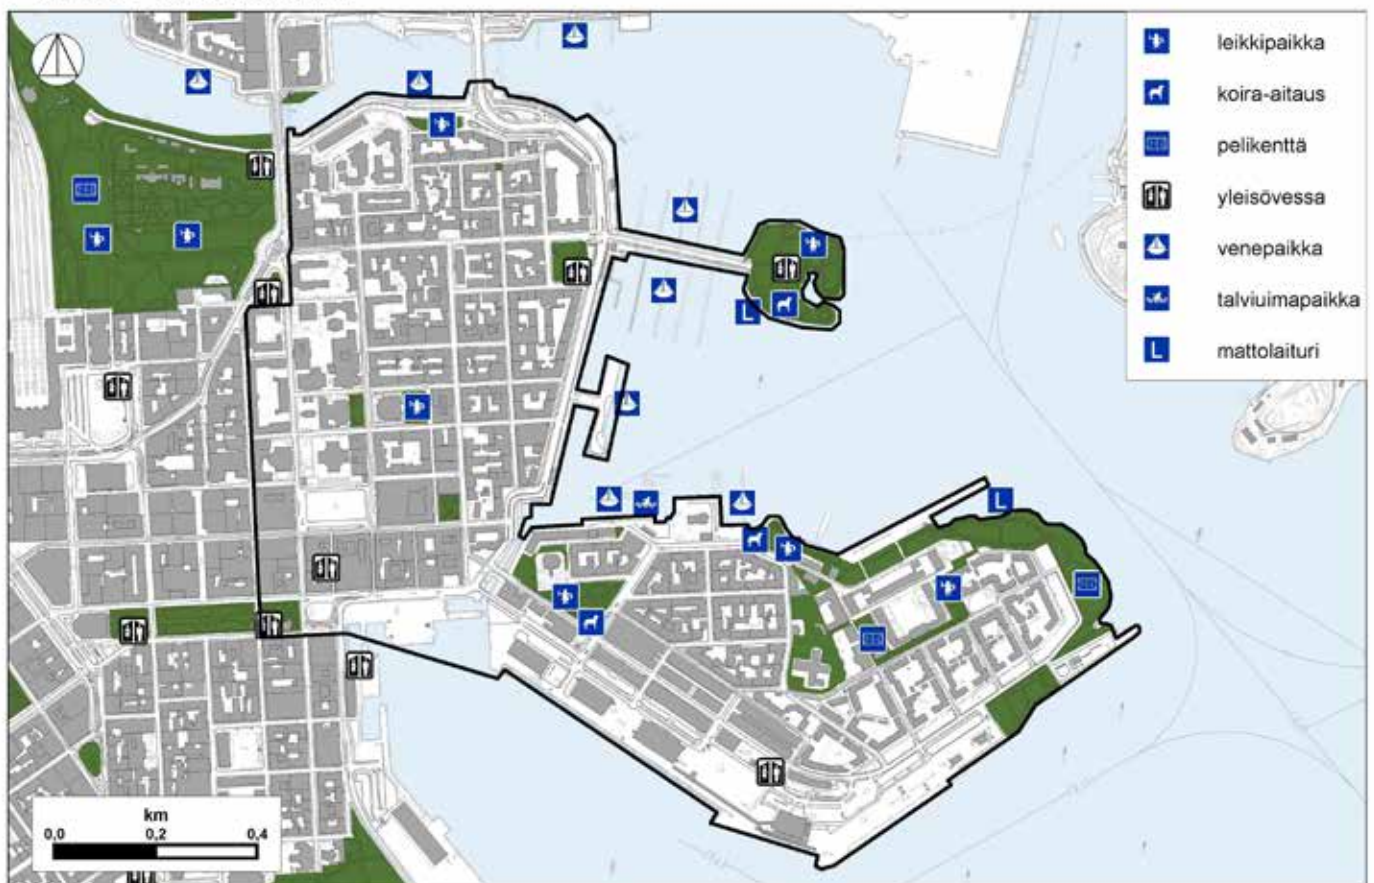 leikkipaikka
koira-aitaus
pelikenttä
yleisövessa
venepaikka
talviuimapaikka
L mattolaituri
L
L
km
0,0 0,2 0,4